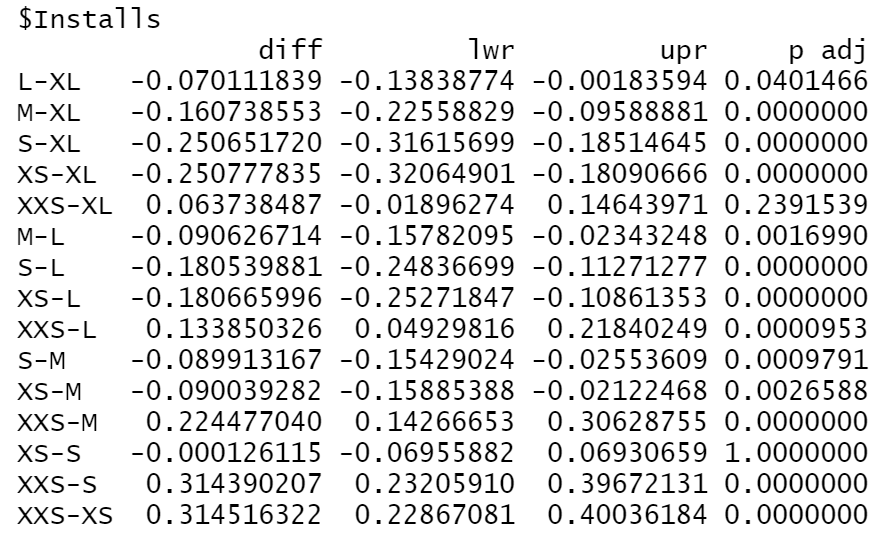 $Installs
diff lwr upr p adj
L-XL -0.070111839 -0.13838774 -0.00183594 0.0401466
M-XL -0.160738553 -0.22558829 -0.09588881 0.0000000
S-XL -0.250651720 -0.31615699 -0.18514645 0.0000000
XS-XL -0.250777835 -0.32064901 -0.18090666 0.0000000
XXS-XL 0.063738487 -0.01896274 0.14643971 0.2391539
M-L -0.090626714 -0.15782095 -0.02343248 0.0016990
S-L -0.180539881 -0.24836699 -0.11271277 0.0000000
XS-L -0.180665996 -0.25271847 -0.10861353 0.0000000
XXS-L 0.133850326 0.04929816 0.21840249 0.0000953
S-M -0.089913167 -0.15429024 -0.02553609 0.0009791
XS-M -0.090039282 -0.15885388 -0.02122468 0.0026588
XXS-M 0.224477040 0.14266653 0.30628755 0.0000000
XS-S -0.000126115 -0.06955882 0.06930659 1.0000000
XXS-S 0.314390207 0.23205910 0.39672131 0.0000000
XXS-XS 0.314516322 0.22867081 0.40036184 0.0000000